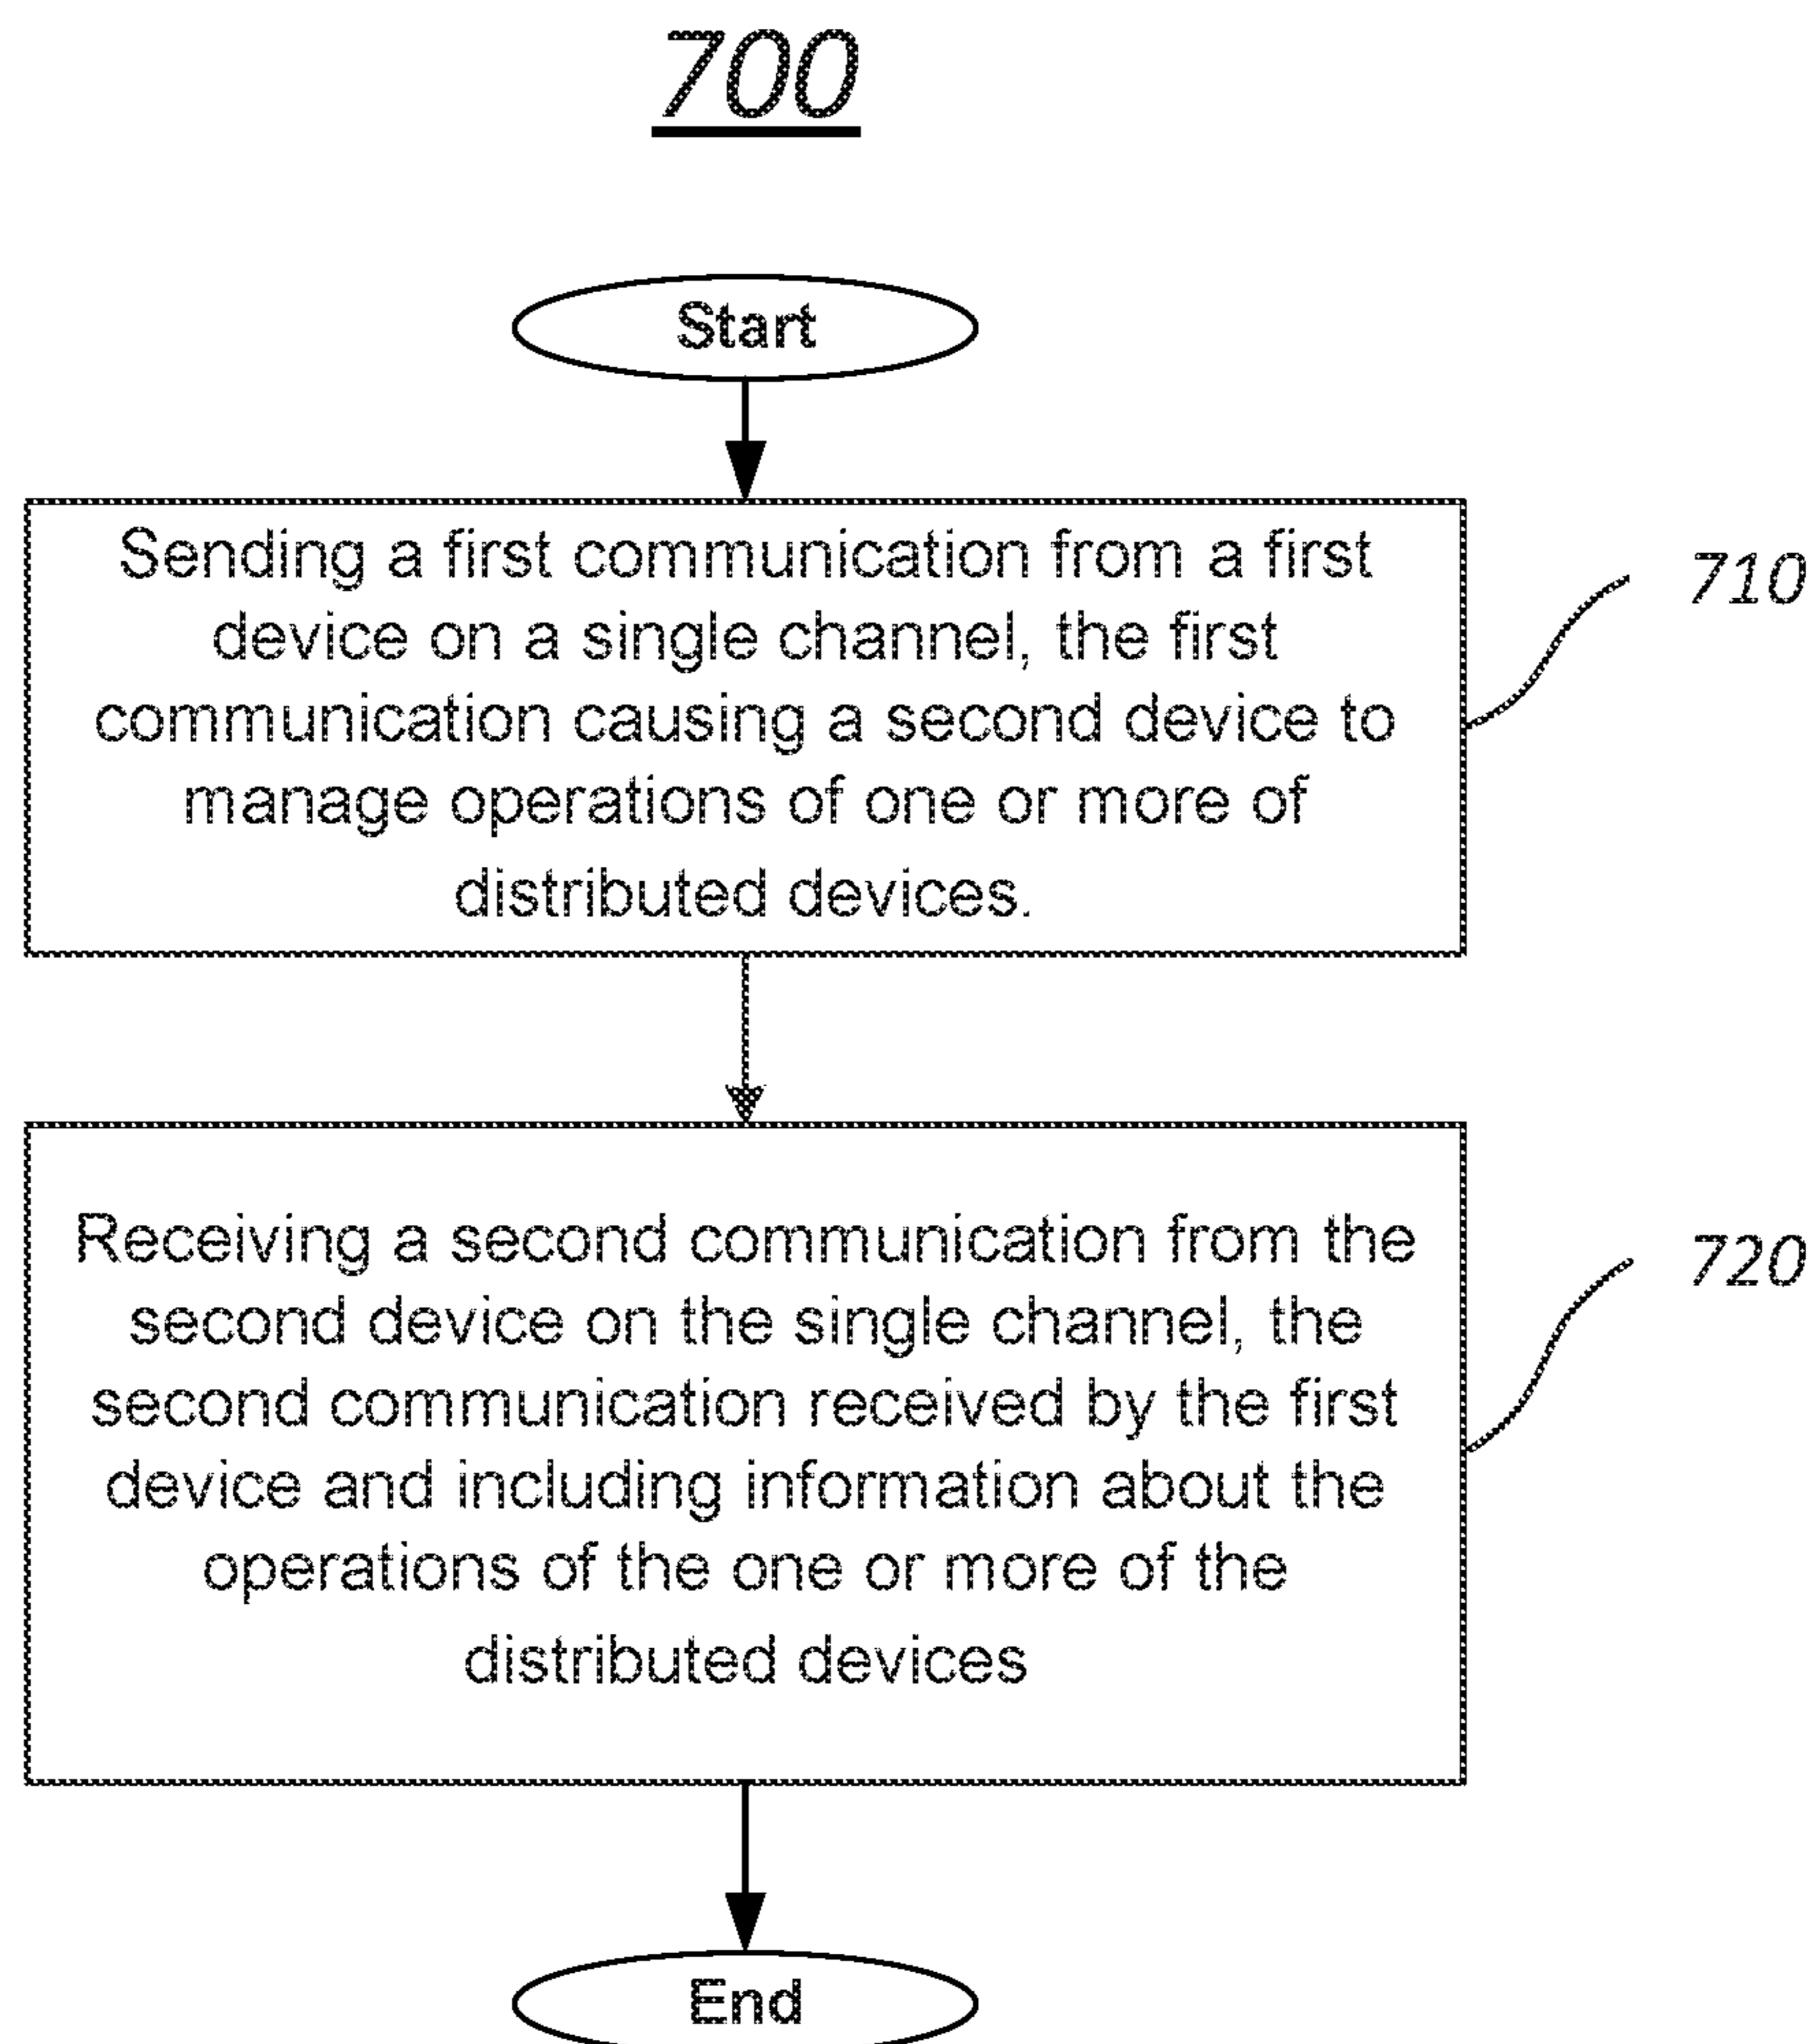 700
Start
Sending a first communication from a first
device on a single channel, the first
communication causing a second device to
manage operations of one or more of
distributed devices.
710
Receiving a second communication from the
second device on the single channel, the
second communication received by the first
device and including information about the
operations of the one or more of the
distributed devices
720
End